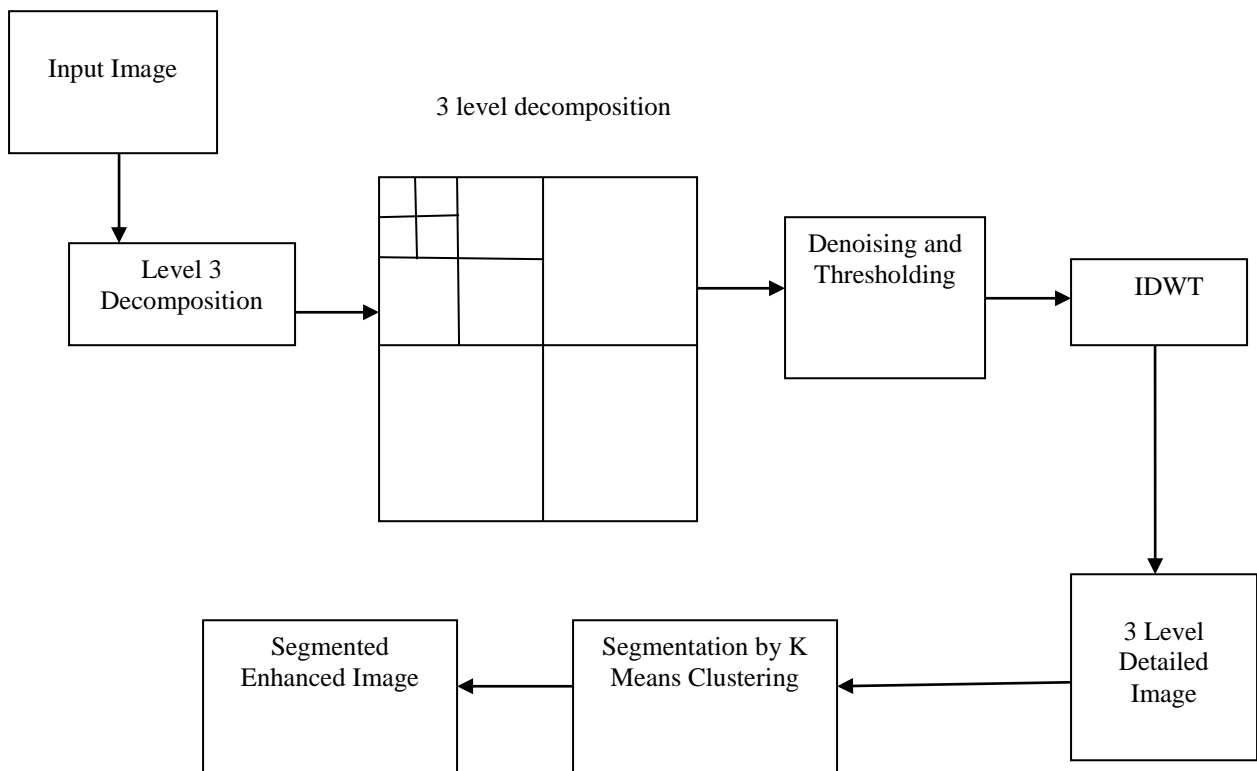 Input Image
3 level decomposition
Level 3
Decomposition
Denoising and
Thresholding
IDWT
3 Level
Detailed
Image
Segmentation by K
Means Clustering
Segmented
Enhanced Image